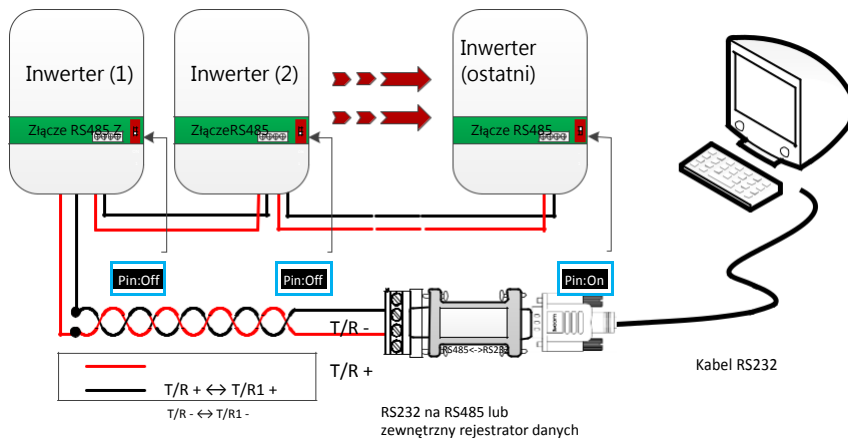 Inwerter (1)
Inwerter (2)
Inwerter
(ostatni)
Złącze RS485 Z
ZłączeRS485
Złącze RS485
Pin:Off
Pin:Off
Pin:On
T/R -
T/R +
RS485<->RS232
Kabel RS232
T/R + ↔ T/R1 +
T/R - ↔ T/R1 -
RS232 na RS485 lub
zewnętrzny rejestrator danych